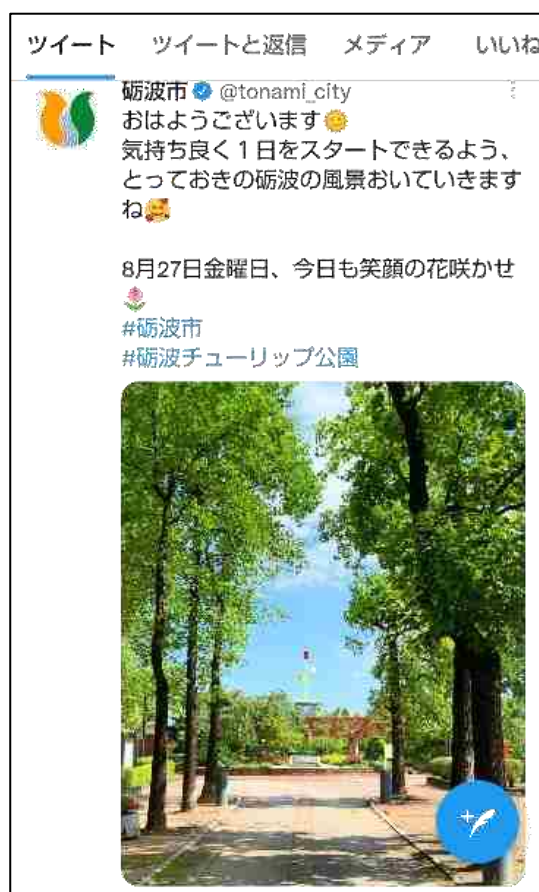 ツイート ツイートと返信 メディア いいね
砺波市 @tonami_city
おはようございます🌞
気持ち良く1日をスタートできるよう、
とっておきの砺波の風景おいていきます
ね🥰
8月27日金曜日、今日も笑顔の花咲かせ
🌷
#砺波市
#砺波チューリップ公園